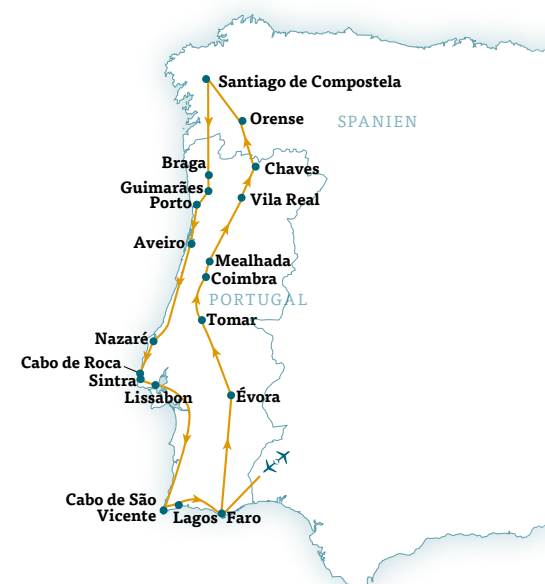 Santiago de Compostela
Orense
SPANIEN
Braga
Chaves
Guimarães
Porto
Vila Real
Aveiro
Mealhada
Coimbra
PORTUGAL
Tomar
Nazaré
Cabo de Roca
Sintra
Lissabon
Évora
Cabo de São
Vicente
Lagos
Faro